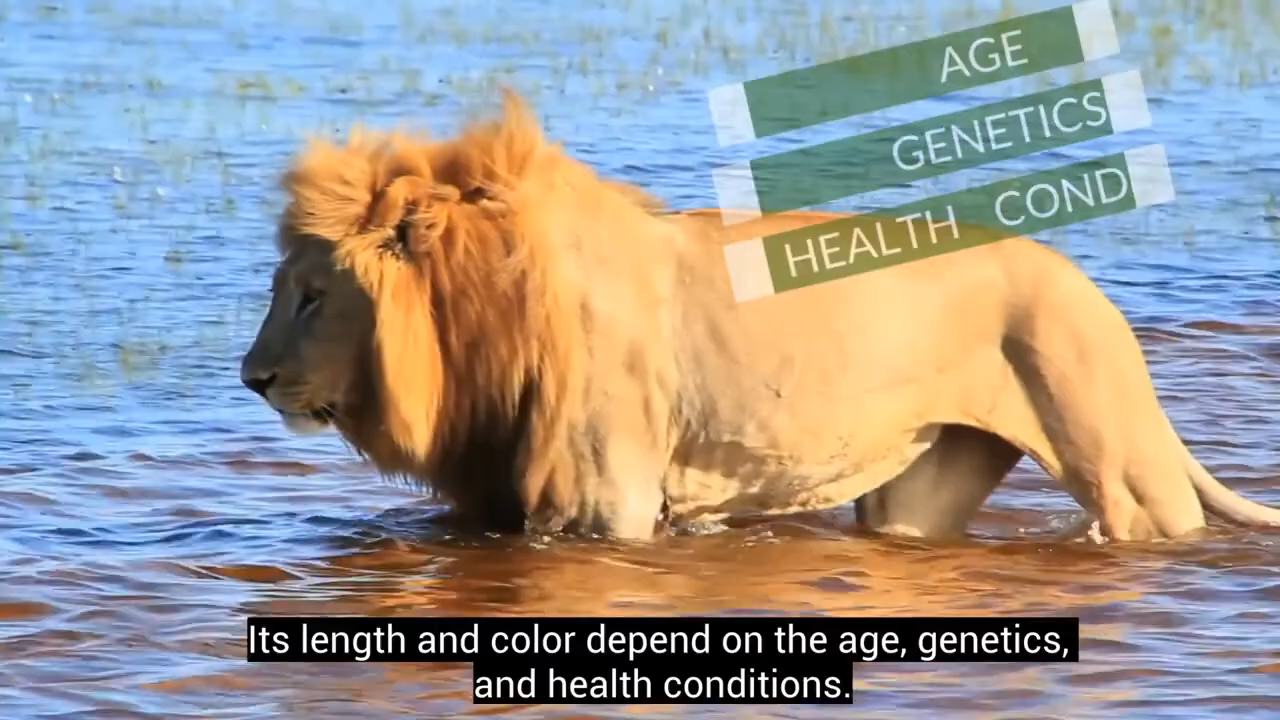 AGE
GENETICS
HEALTH COND
Its length and color depend on the age, genetics,
and health conditions.